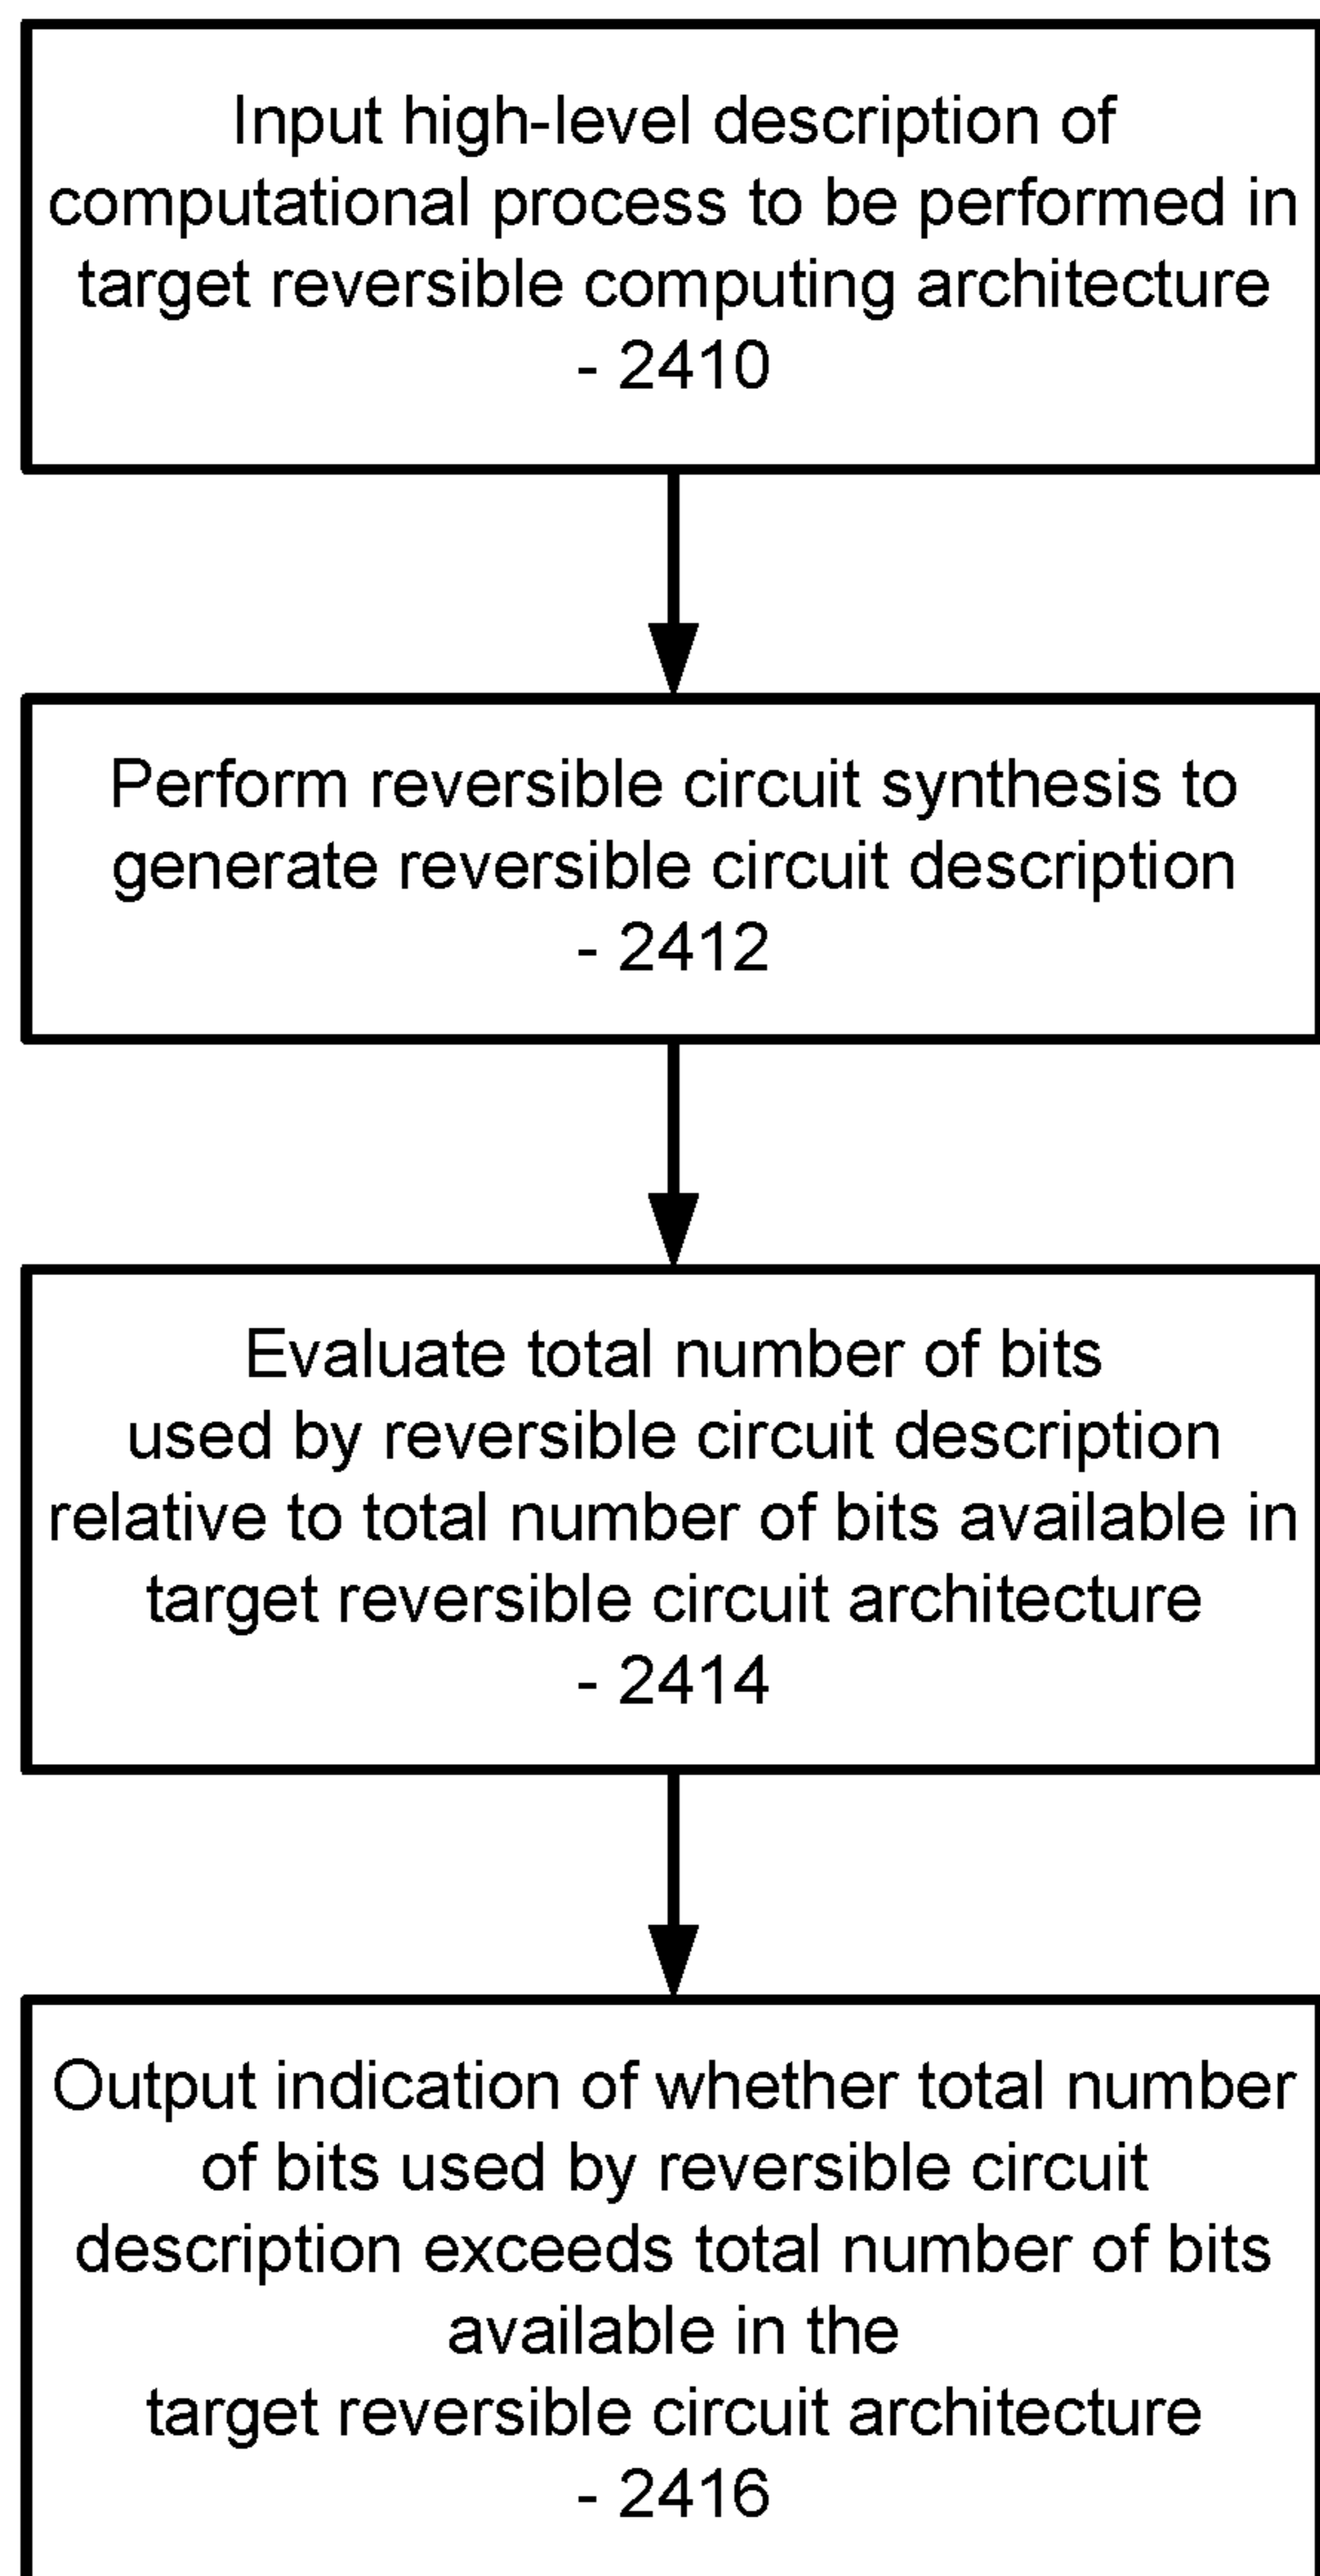 Input high-level description of
computational process to be performed in
target reversible computing architecture
- 2410
Perform reversible circuit synthesis to
generate reversible circuit description
- 2412
Evaluate total number of bits
used by reversible circuit description
relative to total number of bits available in
target reversible circuit architecture
- 2414
Output indication of whether total number
of bits used by reversible circuit
description exceeds total number of bits
available in the
target reversible circuit architecture
- 2416